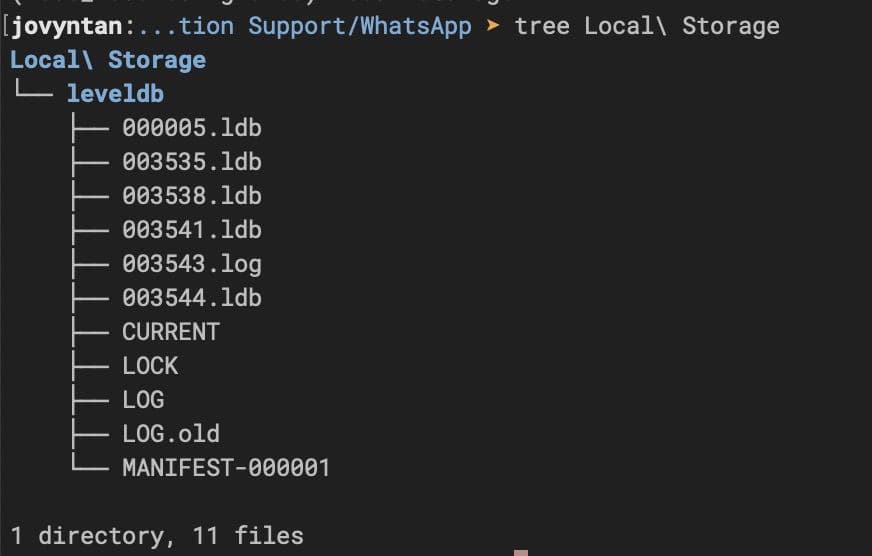 [jovyntan:...tion Support/WhatsApp ➤ tree Local\ Storage
Local\ Storage
└── leveldb
    ├── 000005.ldb
    ├── 003535.ldb
    ├── 003538.ldb
    ├── 003541.ldb
    ├── 003543.log
    ├── 003544.ldb
    ├── CURRENT
    ├── LOCK
    ├── LOG
    ├── LOG.old
    └── MANIFEST-000001
1 directory, 11 files